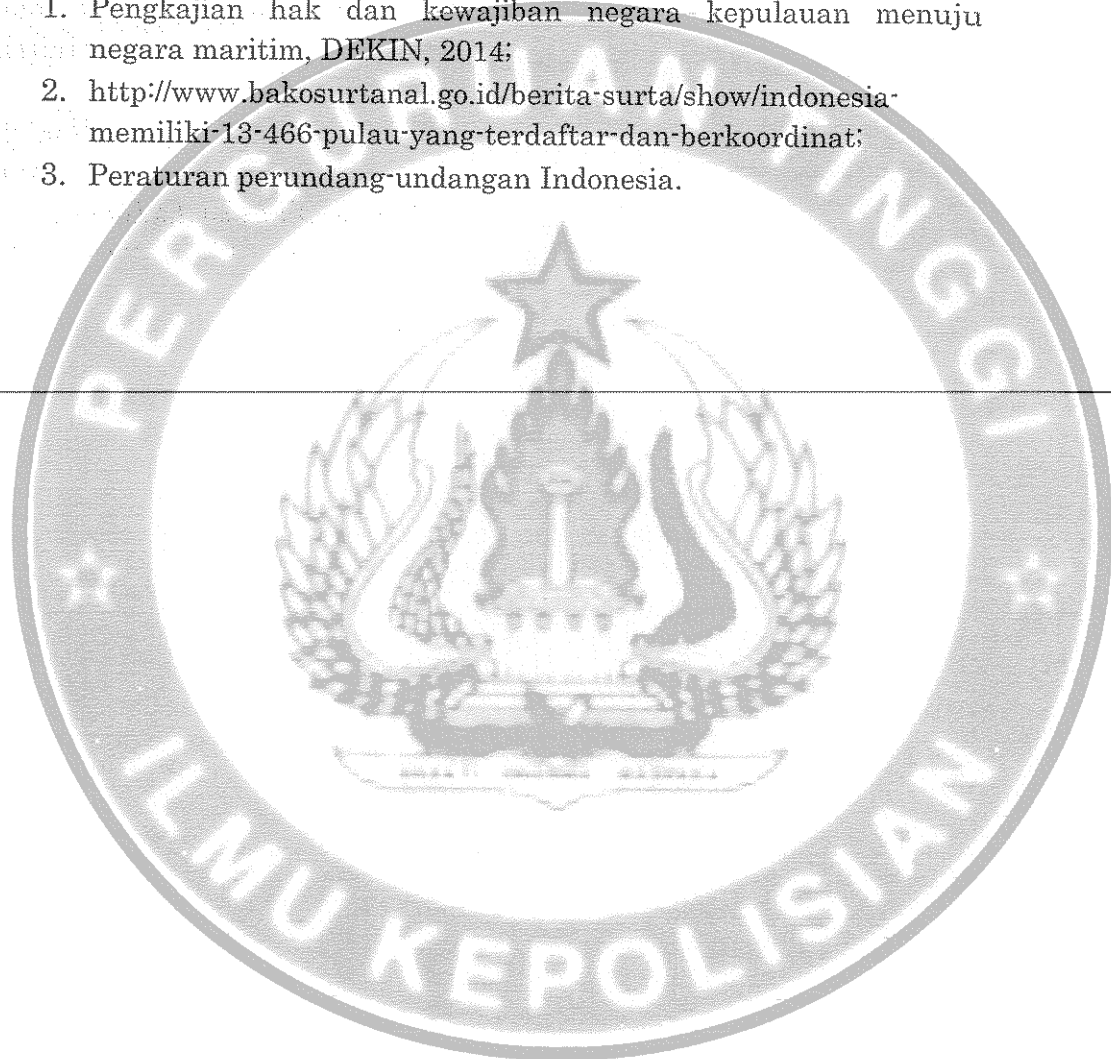 1. Pengkajian hak dan kewajiban negara kepulauan menuju
negara maritim, DEKIN, 2014;
2. http://www.bakosurtanal.go.id/berita-surta/show/indonesia-
memiliki-13-466-pulau-yang-terdaftar-dan-berkoordinat;
3. Peraturan perundang-undangan Indonesia.
PERGURUAN TINGGI
ILMU KEPOLISIAN